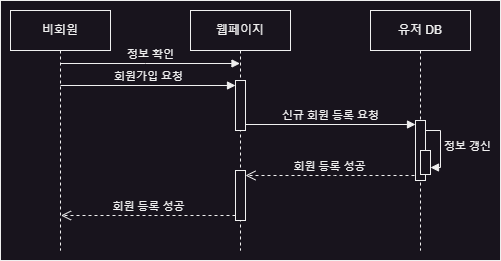 비회원
웹페이지
유저 DB
정보 확인
회원가입 요청
신규 회원 등록 요청
정보 갱신
회원 등록 성공
회원 등록 성공